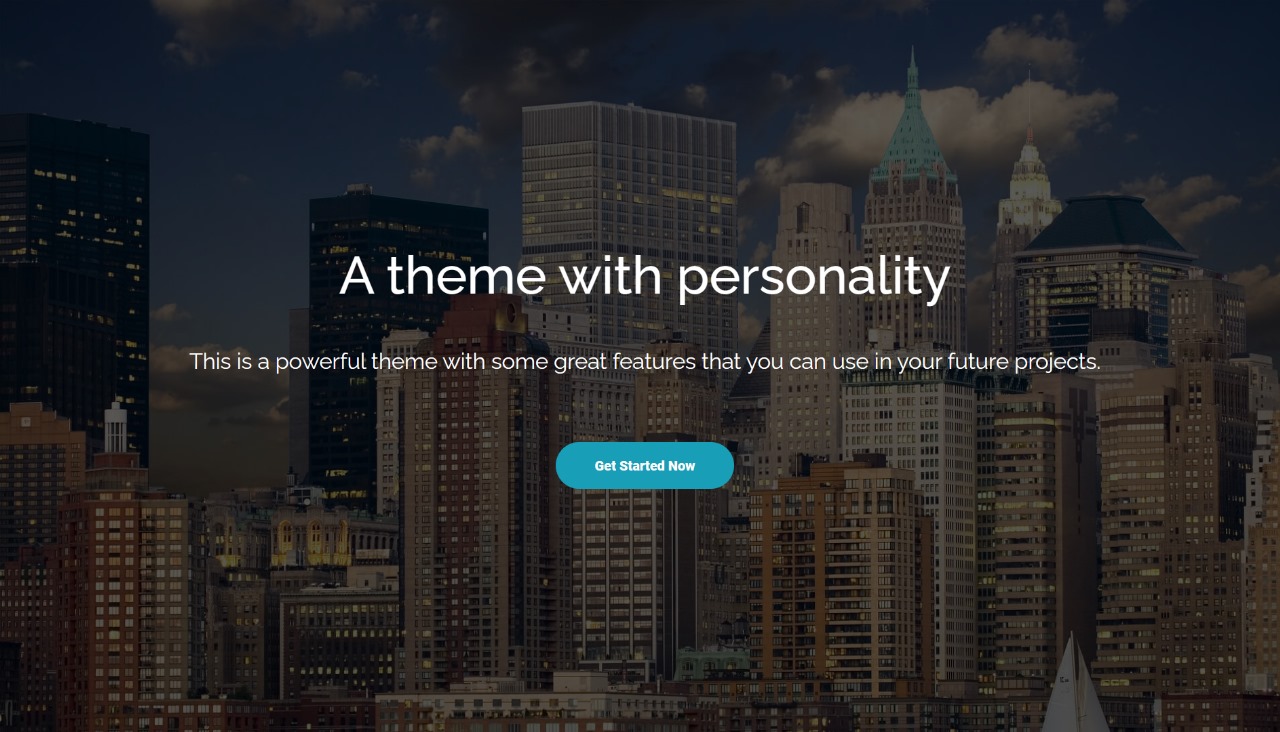 A theme with personality
This is a powerful theme with some great features that you can use in your future projects.
Get Started Now